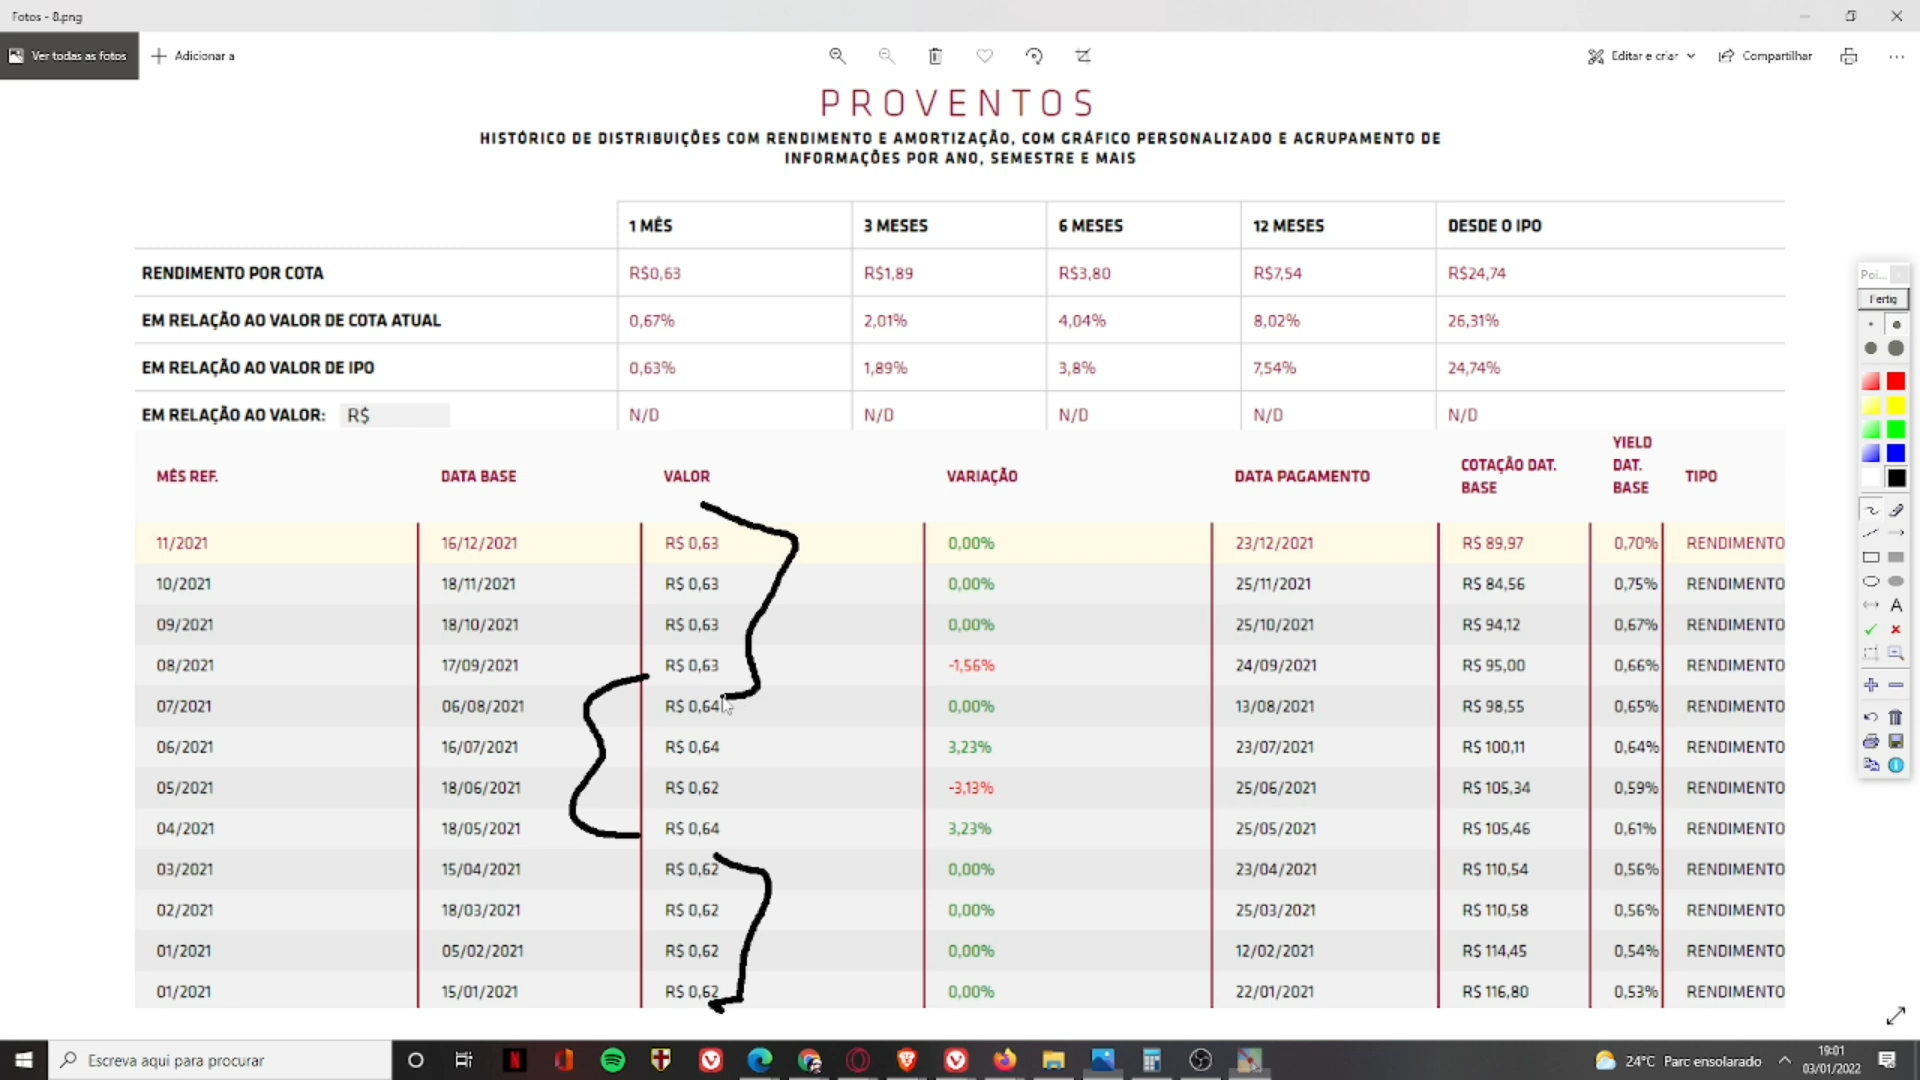 Fotos - 8.png
Ver todas as fotos
Adicionar a
Editar e criar
Compartilhar
PROVENTOS
HISTÓRICO DE DISTRIBUIÇÕES COM RENDIMENTO E AMORTIZAÇÃO, COM GRÁFICO PERSONALIZADO E AGRUPAMENTO DE
INFORMAÇÕES POR ANO, SEMESTRE E MAIS
1 MÊS 3 MESES 6 MESES 12 MESES DESDE O IPO
RENDIMENTO POR COTA R$0,63 R$1,89 R$3,80 R$7,54 R$24,74
EM RELAÇÃO AO VALOR DE COTA ATUAL 0,67% 2,01% 4,04% 8,02% 26,31%
EM RELAÇÃO AO VALOR DE IPO 0,63% 1,89% 3,8% 7,54% 24,74%
EM RELAÇÃO AO VALOR: R$ N/D N/D N/D N/D N/D
MÊS REF. DATA BASE VALOR VARIAÇÃO DATA PAGAMENTO COTAÇÃO DAT. BASE YIELD DAT. BASE TIPO
11/2021 16/12/2021 R$ 0,63 0,00% 23/12/2021 R$ 89,97 0,70% RENDIMENTO
10/2021 18/11/2021 R$ 0,63 0,00% 25/11/2021 R$ 84,56 0,75% RENDIMENTO
09/2021 18/10/2021 R$ 0,63 0,00% 25/10/2021 R$ 94,12 0,67% RENDIMENTO
08/2021 17/09/2021 R$ 0,63 -1,56% 24/09/2021 R$ 95,00 0,66% RENDIMENTO
07/2021 06/08/2021 R$ 0,64 0,00% 13/08/2021 R$ 98,55 0,65% RENDIMENTO
06/2021 16/07/2021 R$ 0,64 3,23% 23/07/2021 R$ 100,11 0,64% RENDIMENTO
05/2021 18/06/2021 R$ 0,62 -3,13% 25/06/2021 R$ 105,34 0,59% RENDIMENTO
04/2021 18/05/2021 R$ 0,64 3,23% 25/05/2021 R$ 105,46 0,61% RENDIMENTO
03/2021 15/04/2021 R$ 0,62 0,00% 23/04/2021 R$ 110,54 0,56% RENDIMENTO
02/2021 18/03/2021 R$ 0,62 0,00% 25/03/2021 R$ 110,58 0,56% RENDIMENTO
01/2021 05/02/2021 R$ 0,62 0,00% 12/02/2021 R$ 114,45 0,54% RENDIMENTO
01/2021 15/01/2021 R$ 0,62 0,00% 22/01/2021 R$ 116,80 0,53% RENDIMENTO
Poi...
Fertig
A
Escreva aqui para procurar
24°C Parc ensolarado
19:01
03/01/2022